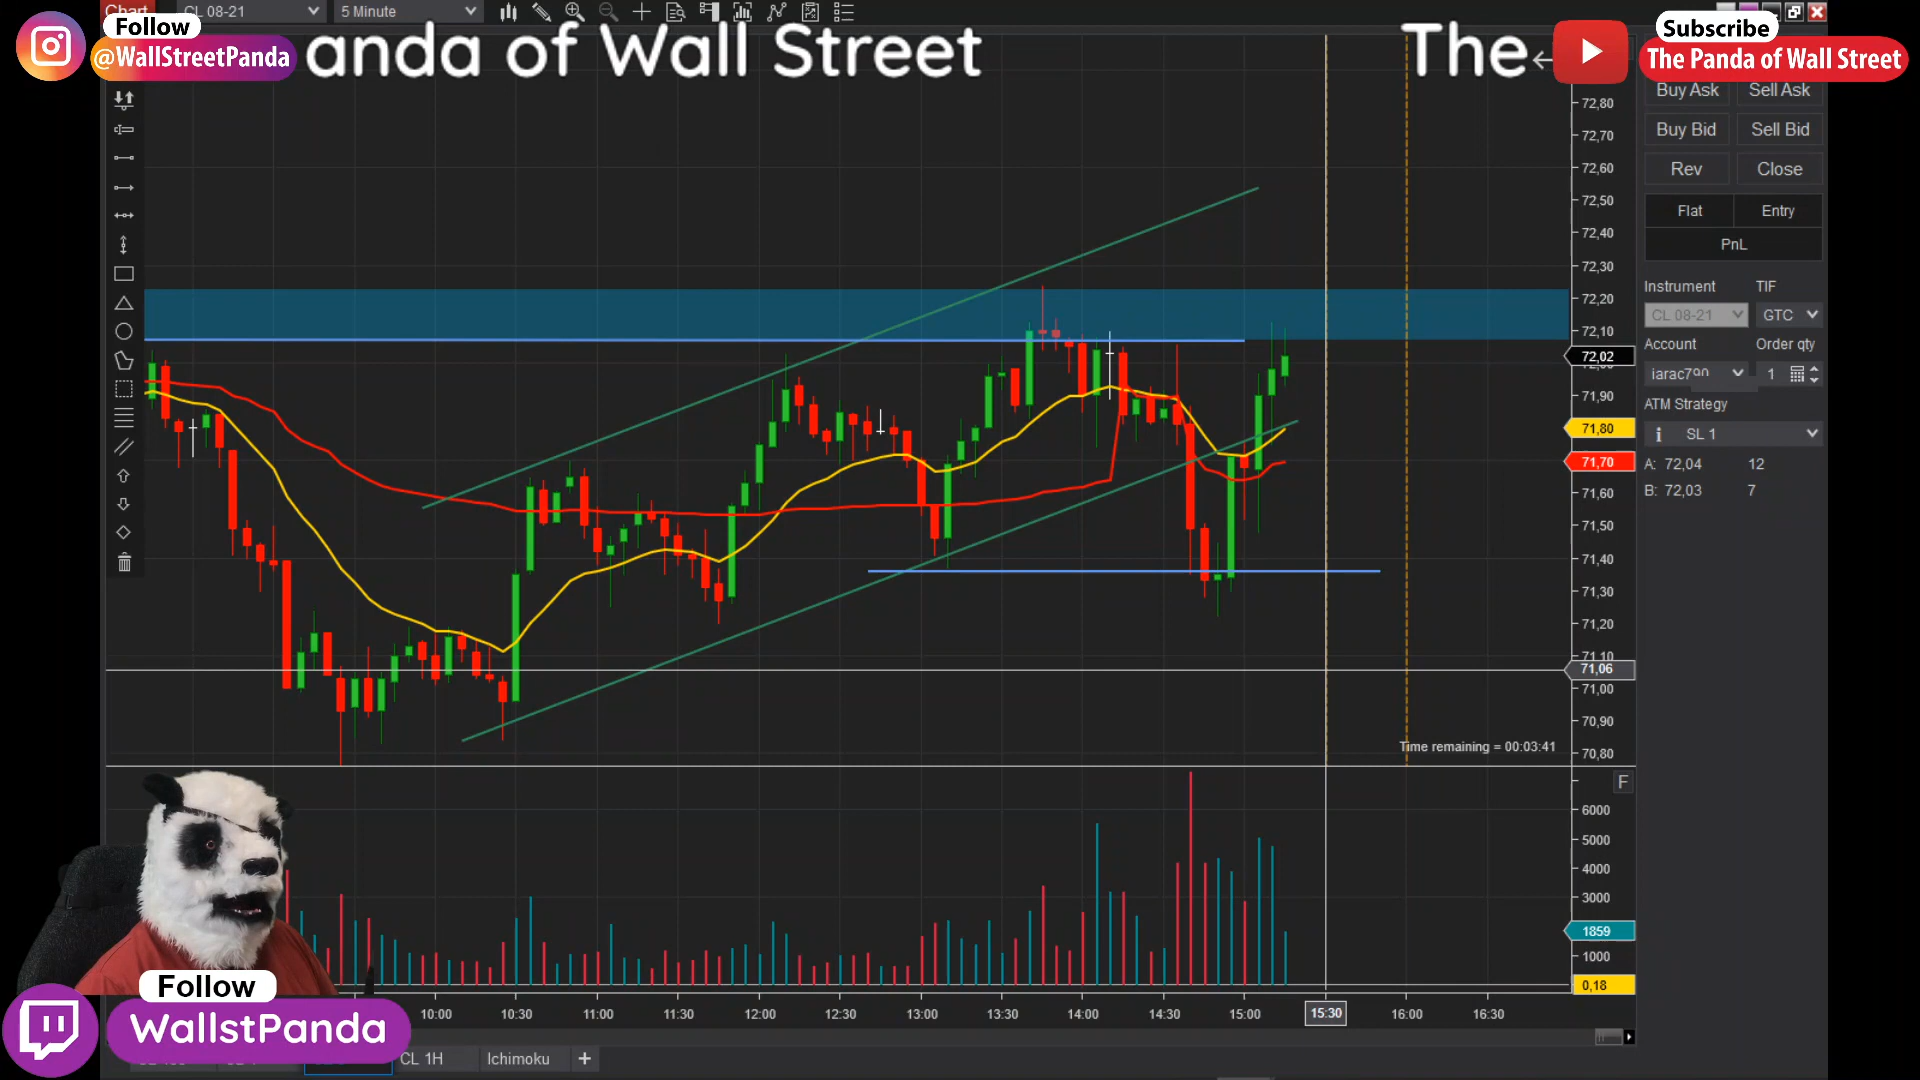 Chart
CL 08-21
5 Minute
Follow
@WallStreetPanda
anda of Wall Street
The
Subscribe
The Panda of Wall Street
Buy Ask
Sell Ask
Buy Bid
Sell Bid
Rev
Close
Flat
Entry
PnL
Instrument
TIF
CL 08-21
GTC
Account
Order qty
1
ATM Strategy
SL 1
A: 72,04
12
B: 72,03
7
72,80
72,70
72,60
72,50
72,40
72,30
72,20
72,10
72,02
71,90
71,80
71,70
71,60
71,50
71,40
71,30
71,20
71,10
71,06
71,00
70,90
70,80
Time remaining = 00:03:41
F
6000
5000
4000
3000
1859
1000
0,18
10:00
10:30
11:00
11:30
12:00
12:30
13:00
13:30
14:00
14:30
15:00
15:30
16:00
16:30
Follow
WallstPanda
CL 1H
Ichimoku
+